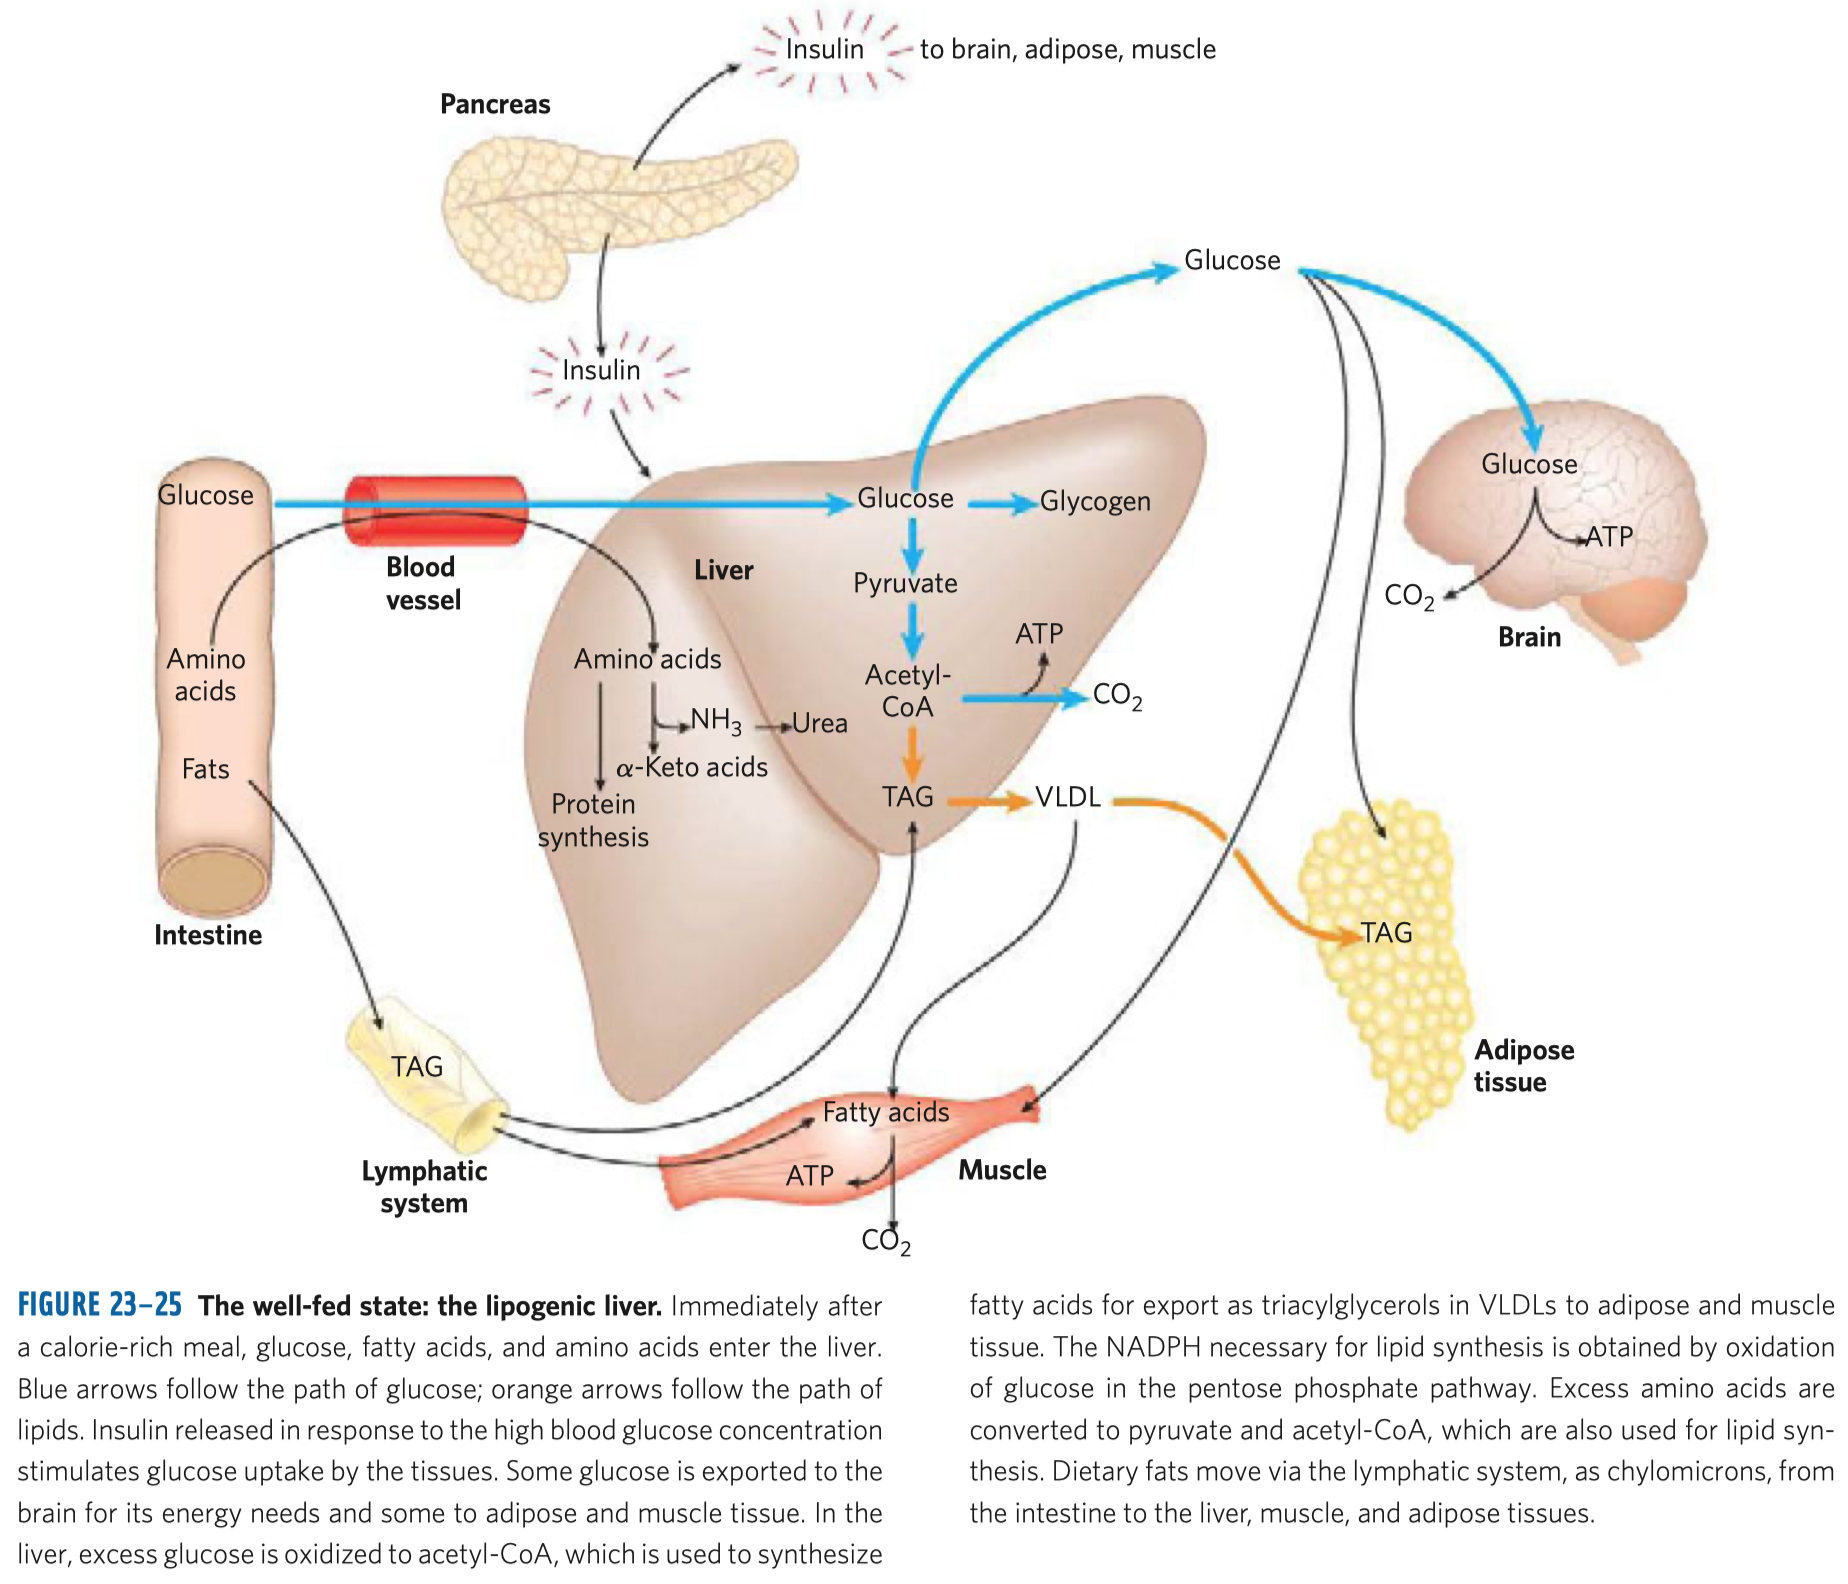 Insulin to brain, adipose, muscle
Pancreas
Glucose
Insulin
Glucose
Glucose
Glucose
Glycogen
ATP
CO₂
Brain
Blood
vessel
Liver
Pyruvate
ATP
Amino
acids
Amino acids
Acetyl-
CoA
CO₂
NH₃
Urea
Fats
α-Keto acids
Protein
synthesis
TAG
VLDL
TAG
Intestine
Adipose
tissue
TAG
Fatty acids
Lymphatic
system
ATP
Muscle
CO₂
FIGURE 23–25 The well-fed state: the lipogenic liver. Immediately after
a calorie-rich meal, glucose, fatty acids, and amino acids enter the liver.
Blue arrows follow the path of glucose; orange arrows follow the path of
lipids. Insulin released in response to the high blood glucose concentration
stimulates glucose uptake by the tissues. Some glucose is exported to the
brain for its energy needs and some to adipose and muscle tissue. In the
liver, excess glucose is oxidized to acetyl-CoA, which is used to synthesize
fatty acids for export as triacylglycerols in VLDLs to adipose and muscle
tissue. The NADPH necessary for lipid synthesis is obtained by oxidation
of glucose in the pentose phosphate pathway. Excess amino acids are
converted to pyruvate and acetyl-CoA, which are also used for lipid syn-
thesis. Dietary fats move via the lymphatic system, as chylomicrons, from
the intestine to the liver, muscle, and adipose tissues.